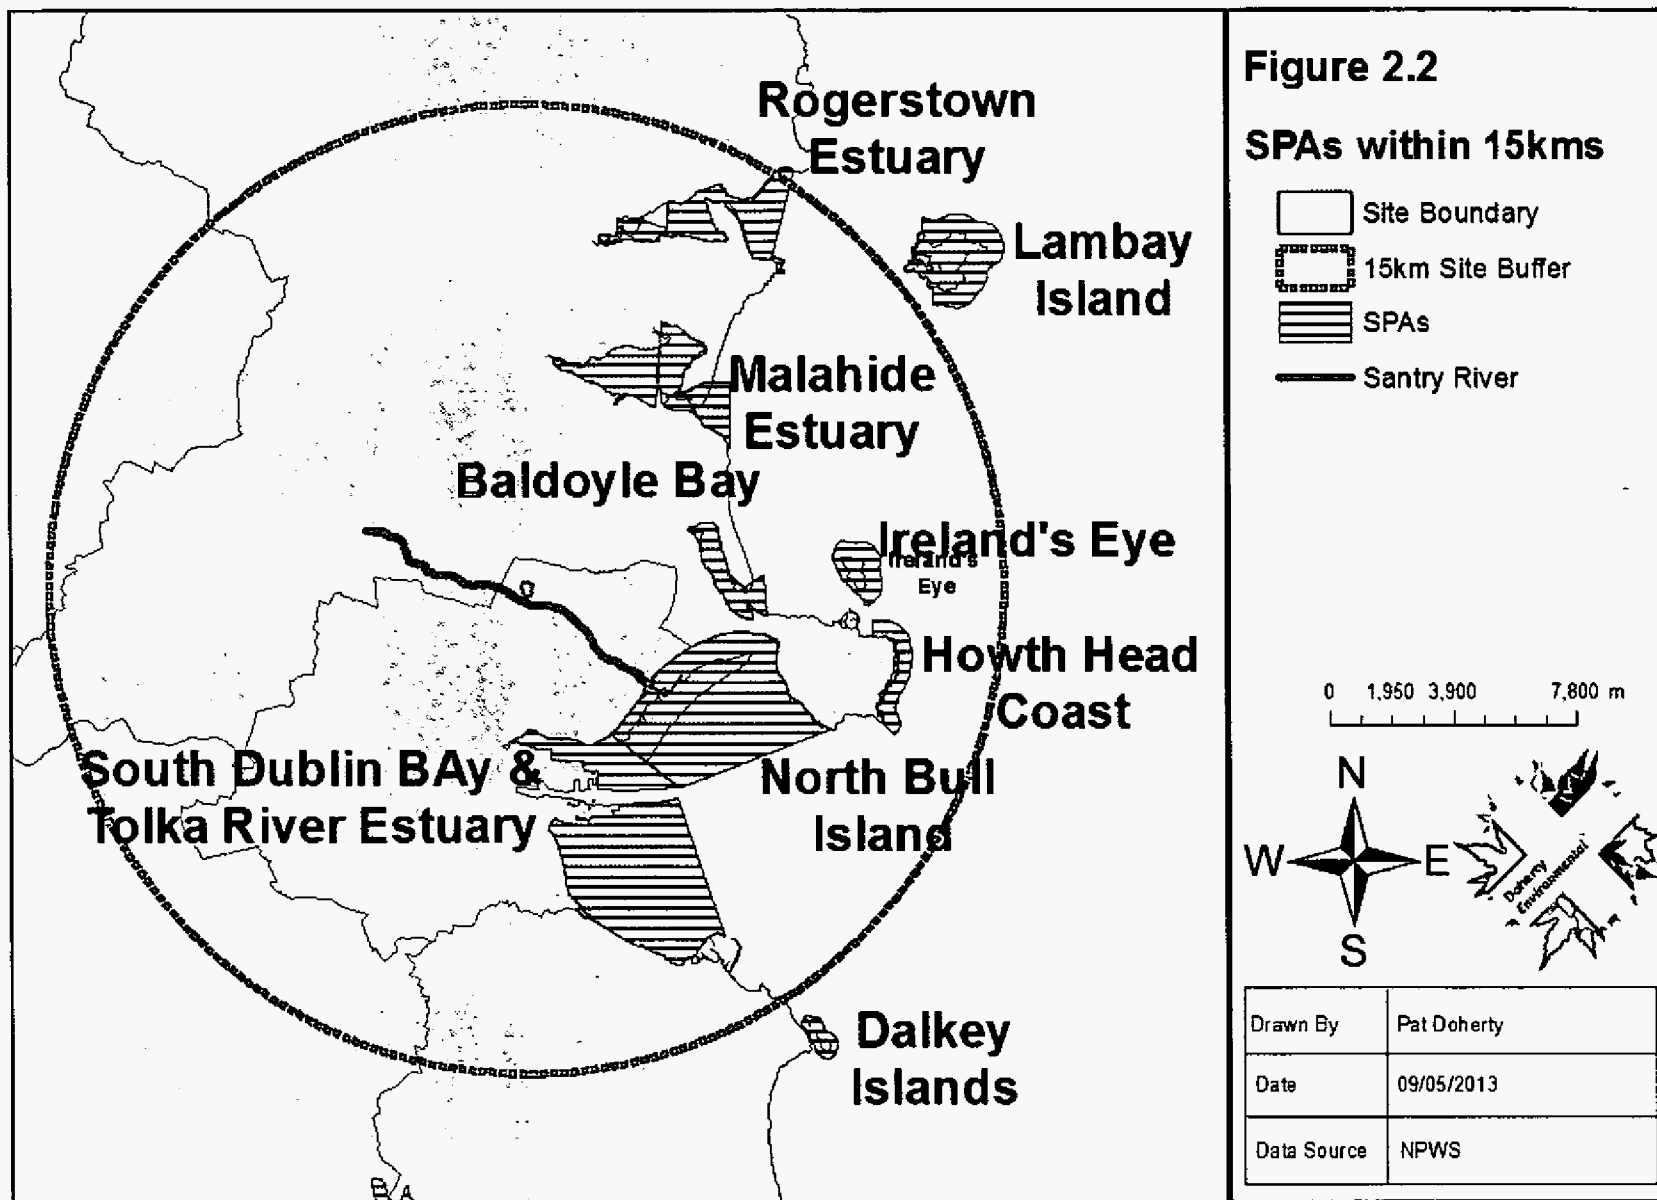 Rogerstown
Estuary
Lambay
Island
Malahide
Estuary
Baldoyle Bay
Ireland's Eye
Ireland's
Eye
Howth Head
Coast
South Dublin BAy &
Tolka River Estuary
North Bull
Island
Dalkey
Islands
Figure 2.2
SPAs within 15kms
Site Boundary
15km Site Buffer
SPAs
Santry River
0 1,950 3,900 7,800 m
N
W E
S
Doherty
Environmental
Drawn By Pat Doherty
Date 09/05/2013
Data Source NPWS